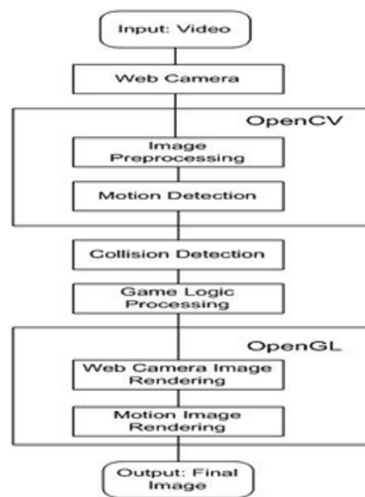 Input: Video
Web Camera
OpenCV
Image
Preprocessing
Motion Detection
Collision Detection
Game Logic
Processing
OpenGL
Web Camera Image
Rendering
Motion Image
Rendering
Output: Final
Image